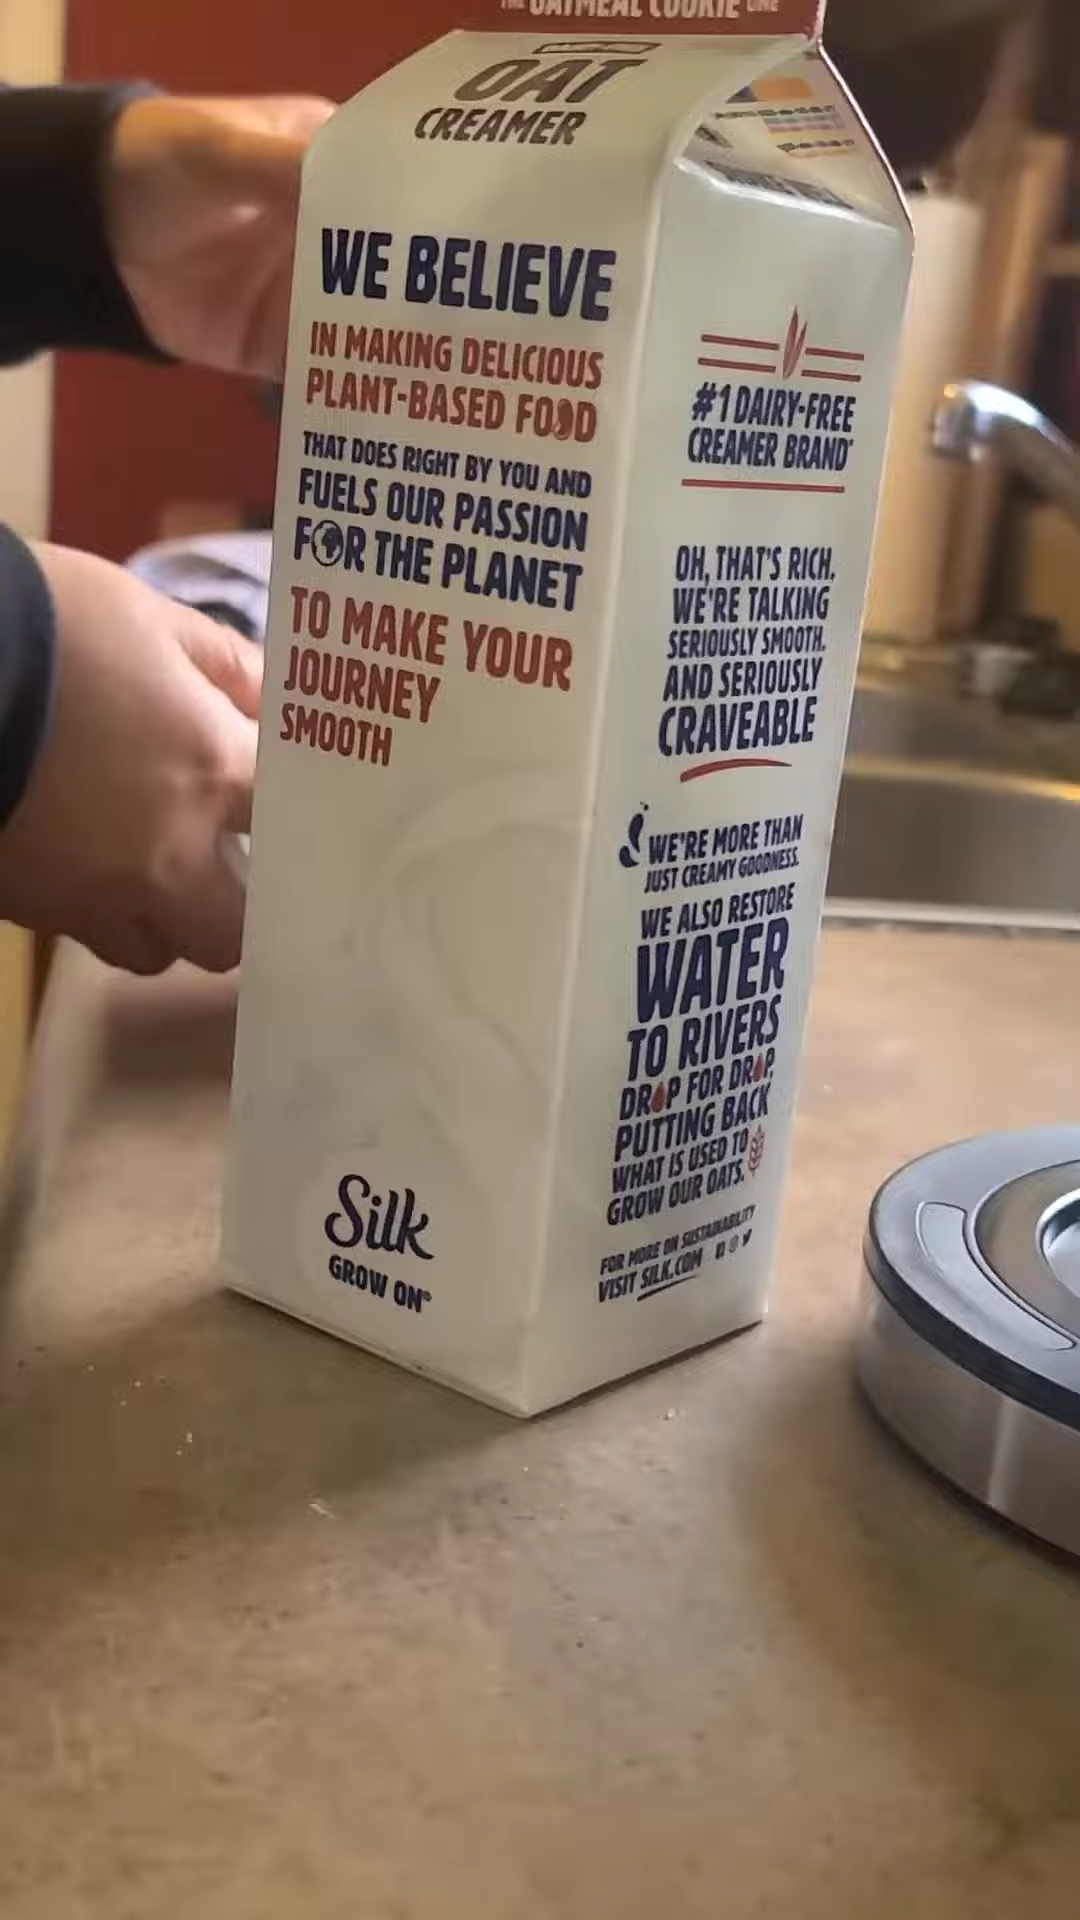 THE OATMEAL COOKIE ONE
OAT
CREAMER
WE BELIEVE
IN MAKING DELICIOUS
PLANT-BASED FOOD
THAT DOES RIGHT BY YOU AND
FUELS OUR PASSION
FOR THE PLANET
TO MAKE YOUR
JOURNEY
SMOOTH
Silk
GROW ON®
#1 DAIRY-FREE
CREAMER BRAND*
OH, THAT'S RICH.
WE'RE TALKING
SERIOUSLY SMOOTH.
AND SERIOUSLY
CRAVEABLE
WE'RE MORE THAN
JUST CREAMY GOODNESS.
WE ALSO RESTORE
WATER
TO RIVERS
DROP FOR DROP,
PUTTING BACK
WHAT IS USED TO
GROW OUR OATS.
FOR MORE ON SUSTAINABILITY
VISIT SILK.COM